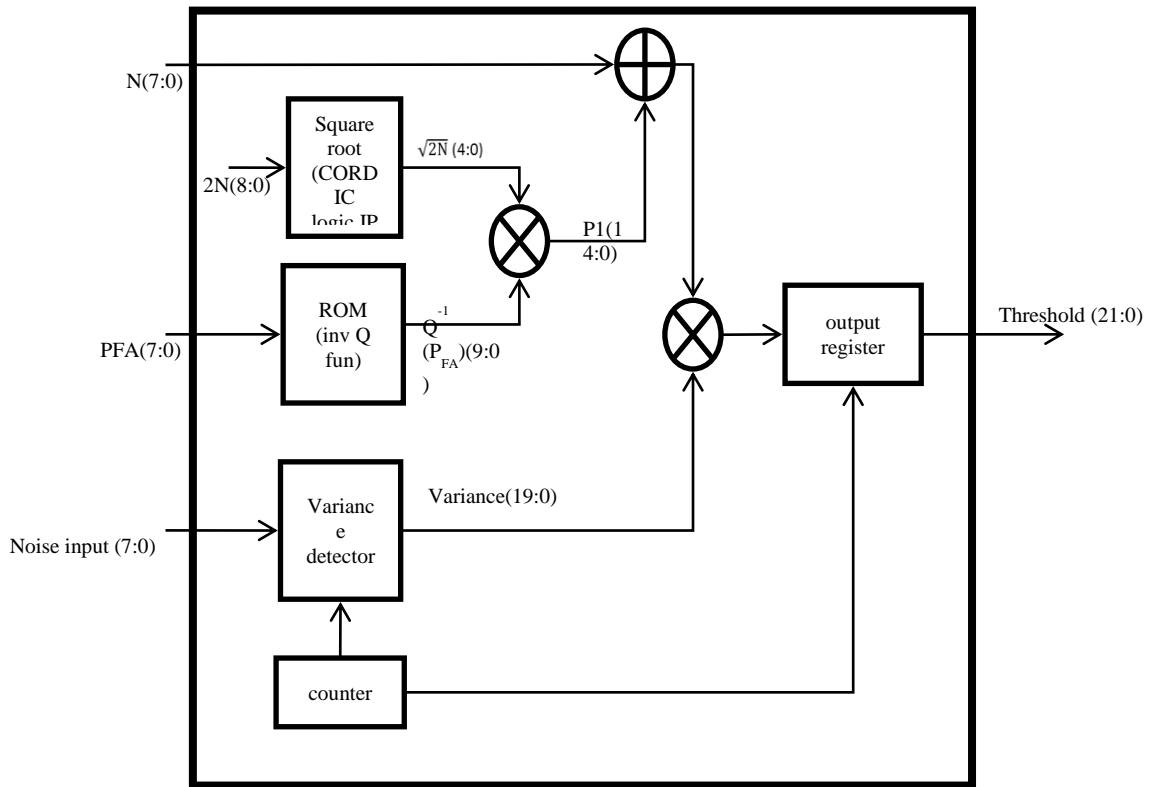 N(7:0)
Square
root
(CORD
IC
logic IP
√2N (4:0)
2N(8:0)
P1(1
4:0)
ROM
(inv Q
fun)
Q-1
(PFA)(9:0
)
PFA(7:0)
output
register
Threshold (21:0)
Varianc
e
detector
Variance(19:0)
Noise input (7:0)
counter